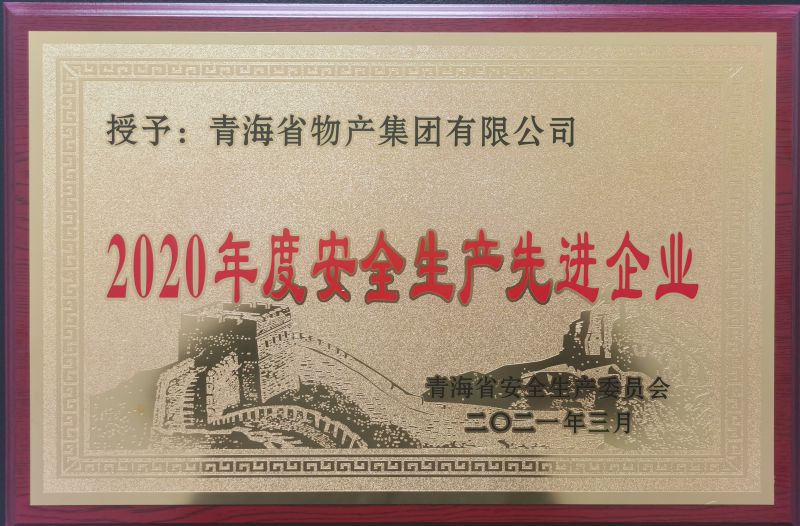 授予：青海省物产集团有限公司
2020年度安全生产先进企业
青海省安全生产委员会
二〇二一年三月